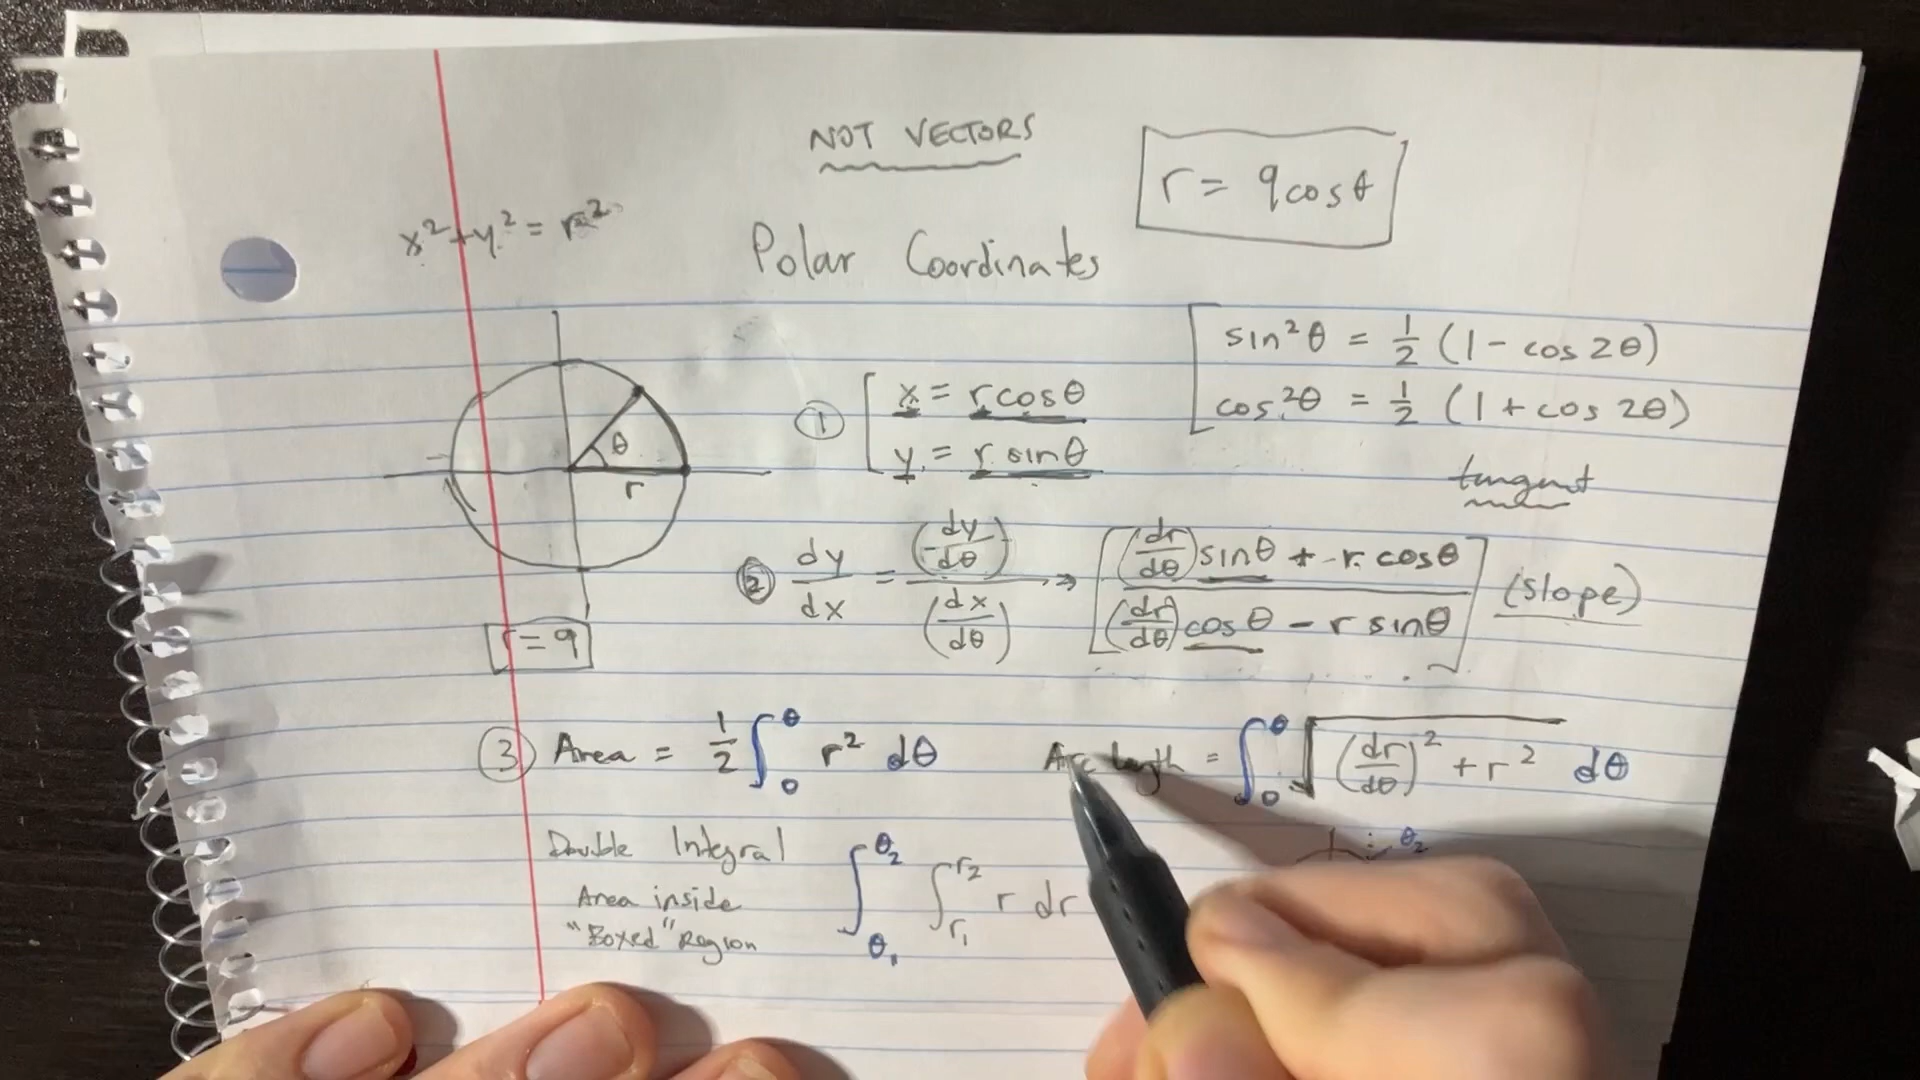 NOT VECTORS
r = 9cosθ
x² + y² = r²
Polar Coordinates
sin²θ = 1/2 (1 - cos 2θ)
cos²θ = 1/2 (1 + cos 2θ)
① x = r cosθ
y = r sinθ
θ
r
tangent
② dy/dx = (dy/dθ)/(dx/dθ) → [(dr/dθ) sinθ + r cosθ]/[(dr/dθ) cosθ - r sinθ] (slope)
r = 9
③ Area = 1/2 ∫₀^θ r² dθ
Arc length = ∫₀^θ √((dr/dθ)² + r²) dθ
Double Integral
Area inside
"Boxed" Region
∫_θ₁^θ₂ ∫_r₁^r₂ r dr
θ₂